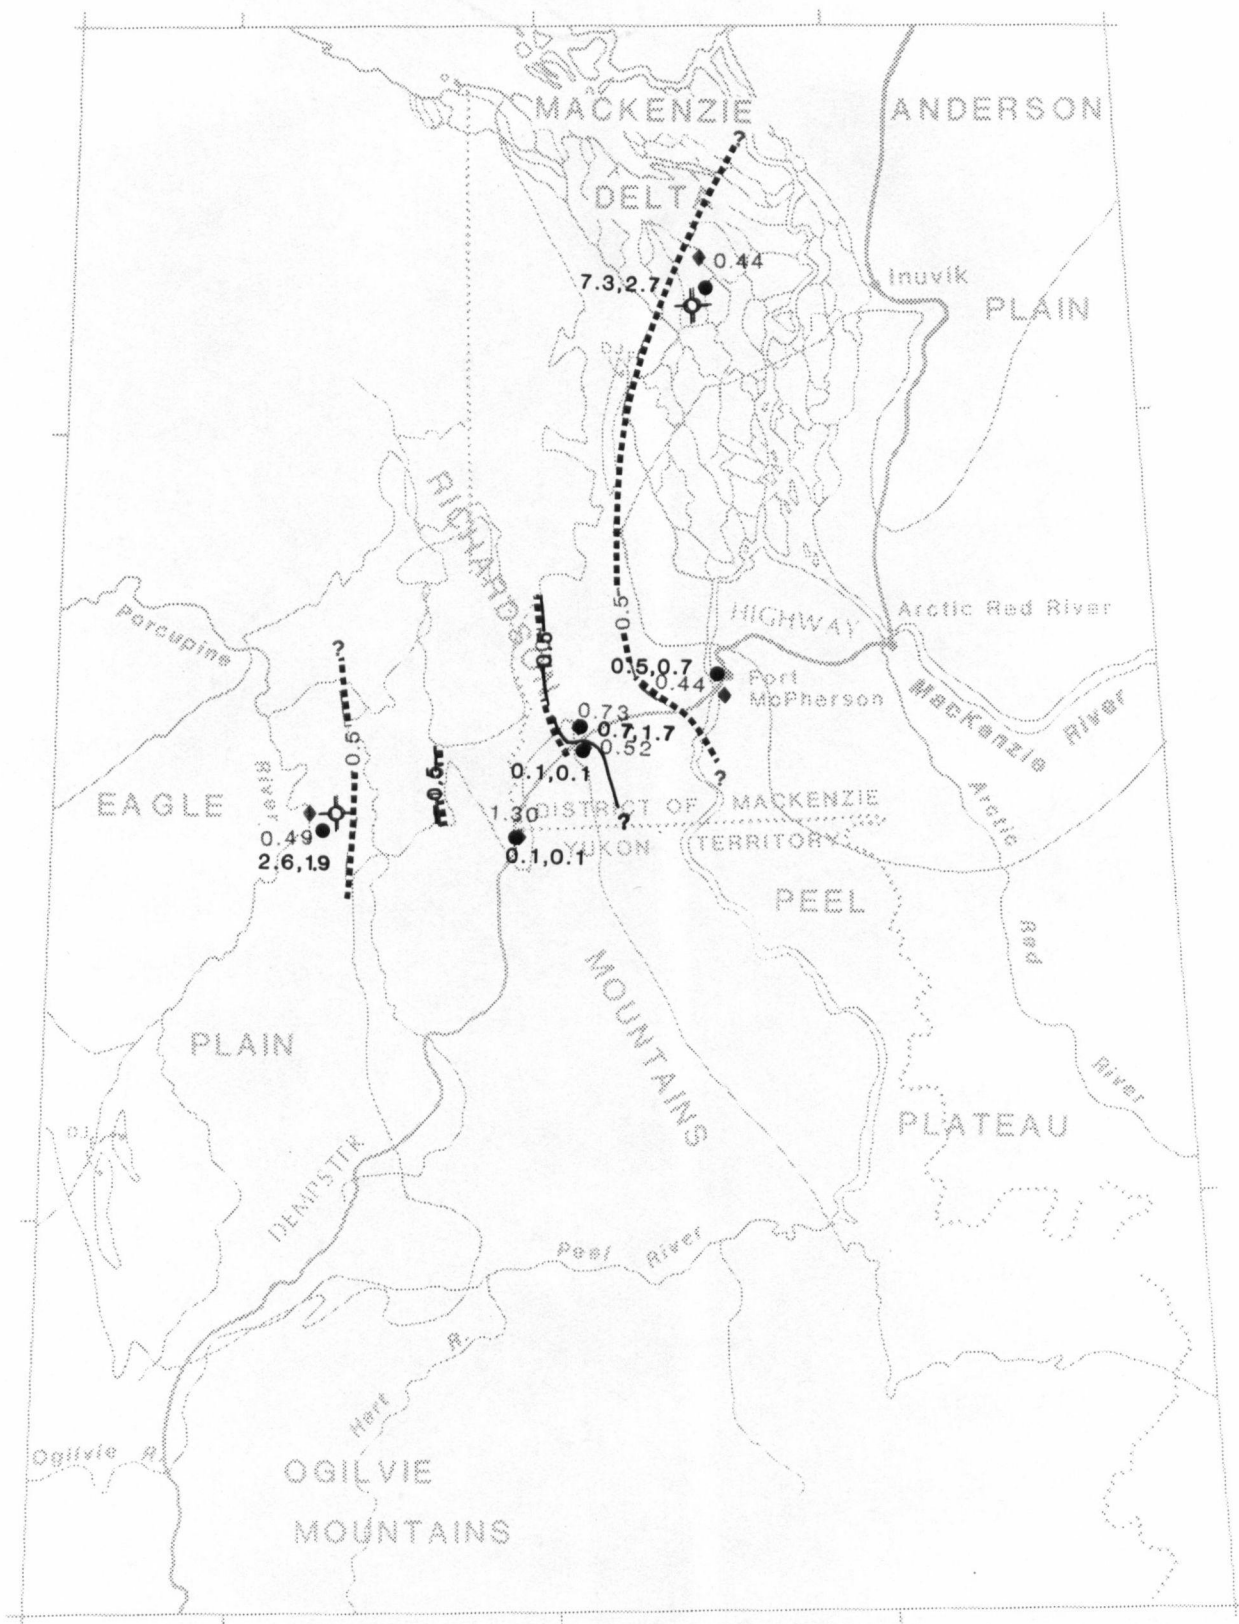 MACKENZIE
ANDERSON
DELTA
0.44
Inuvik
7.3,2.7
PLAIN
RICHARDSON
?
0.5
HIGHWAY
Arctic Red River
Porcupine
?
0.5
0.5,0.7
0.44
Fort
McPherson
MacKenzie
River
0.73
0.7,1.7
0.52
0.5
0.1,0.1
?
River
EAGLE
0.5
1.30
DISTRICT OF MACKENZIE
?
Arctic
0.49
2.6,1.9
0.1,0.1
YUKON TERRITORY
PEEL
Red
MOUNTAINS
PLAIN
River
PLATEAU
DEMPSTER
Peel River
Hart R.
Ogilvie R.
OGILVIE
MOUNTAINS